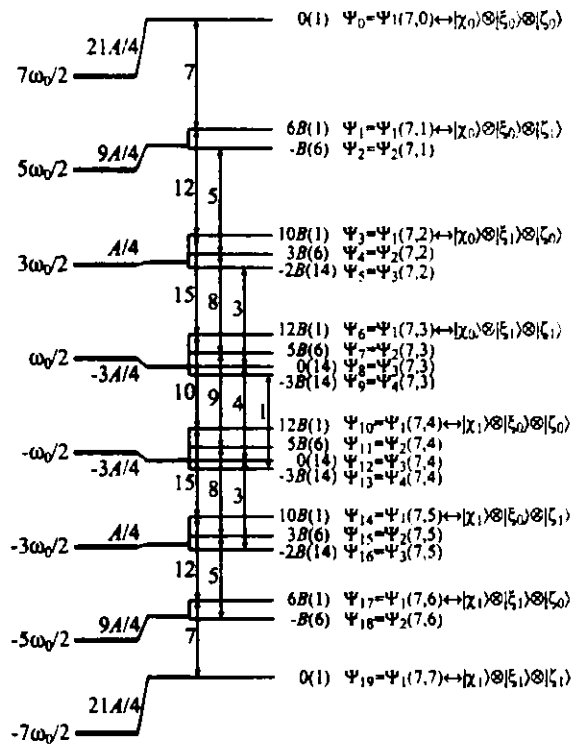 0(1) Ψ₀=Ψ₁(7,0)↔|χ₀⟩⊗|ξ₀⟩⊗|ζ₀⟩
21A/4
7
7ω₀/2
6B(1) Ψ₁=Ψ₁(7,1)↔|χ₀⟩⊗|ξ₀⟩⊗|ζ₁⟩
9A/4
-B(6) Ψ₂=Ψ₂(7,1)
5ω₀/2
12
5
10B(1) Ψ₃=Ψ₁(7,2)↔|χ₀⟩⊗|ξ₁⟩⊗|ζ₀⟩
A/4
3B(6) Ψ₄=Ψ₂(7,2)
3ω₀/2
-2B(14) Ψ₅=Ψ₃(7,2)
15
8
3
12B(1) Ψ₆=Ψ₁(7,3)↔|χ₀⟩⊗|ξ₁⟩⊗|ζ₁⟩
5B(6) Ψ₇=Ψ₂(7,3)
ω₀/2
0(14) Ψ₈=Ψ₃(7,3)
-3A/4
-3B(14) Ψ₉=Ψ₄(7,3)
10
9
4
1
12B(1) Ψ₁₀=Ψ₁(7,4)↔|χ₁⟩⊗|ξ₀⟩⊗|ζ₀⟩
5B(6) Ψ₁₁=Ψ₂(7,4)
-ω₀/2
0(14) Ψ₁₂=Ψ₃(7,4)
-3A/4
-3B(14) Ψ₁₃=Ψ₄(7,4)
15
8
3
10B(1) Ψ₁₄=Ψ₁(7,5)↔|χ₁⟩⊗|ξ₀⟩⊗|ζ₁⟩
A/4
3B(6) Ψ₁₅=Ψ₂(7,5)
-3ω₀/2
-2B(14) Ψ₁₆=Ψ₃(7,5)
12
5
6B(1) Ψ₁₇=Ψ₁(7,6)↔|χ₁⟩⊗|ξ₁⟩⊗|ζ₀⟩
9A/4
-B(6) Ψ₁₈=Ψ₂(7,6)
-5ω₀/2
7
0(1) Ψ₁₉=Ψ₁(7,7)↔|χ₁⟩⊗|ξ₁⟩⊗|ζ₁⟩
21A/4
-7ω₀/2